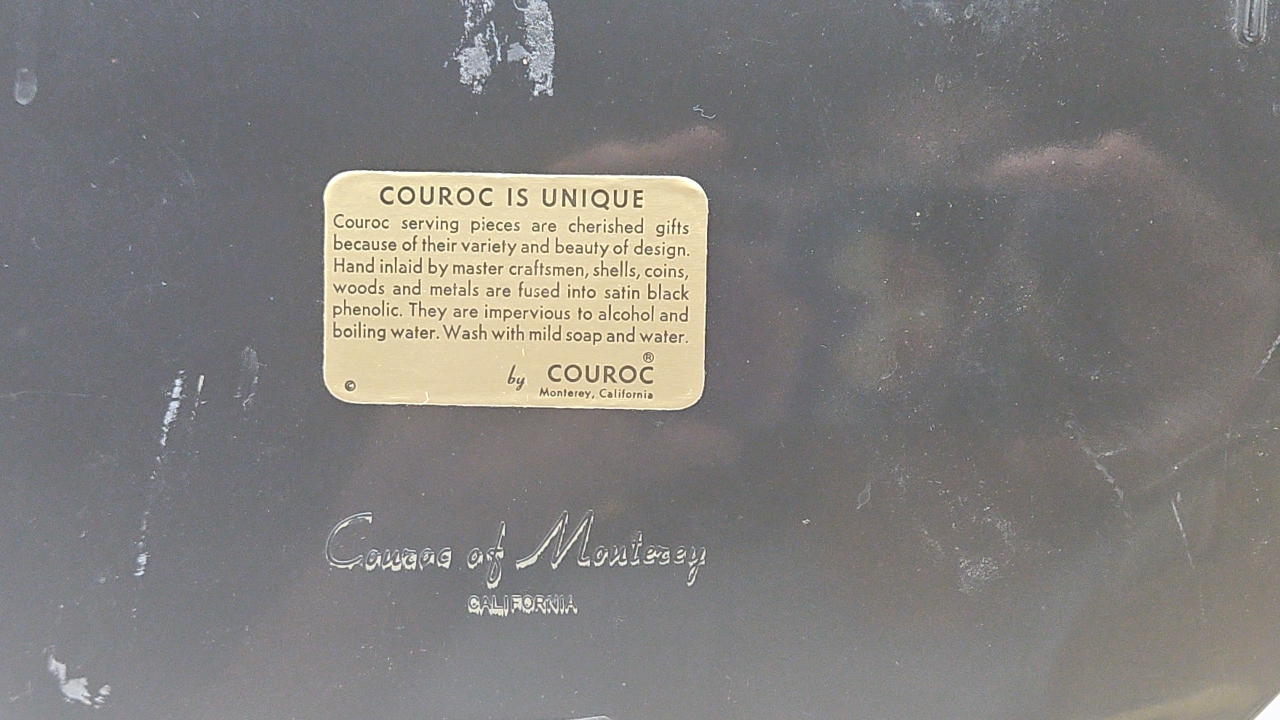 COUROC IS UNIQUE
Couroc serving pieces are cherished gifts
because of their variety and beauty of design.
Hand inlaid by master craftsmen, shells, coins,
woods and metals are fused into satin black
phenolic. They are impervious to alcohol and
boiling water. Wash with mild soap and water.
®
© by COUROC
Monterey, California
Couroc of Monterey
CALIFORNIA